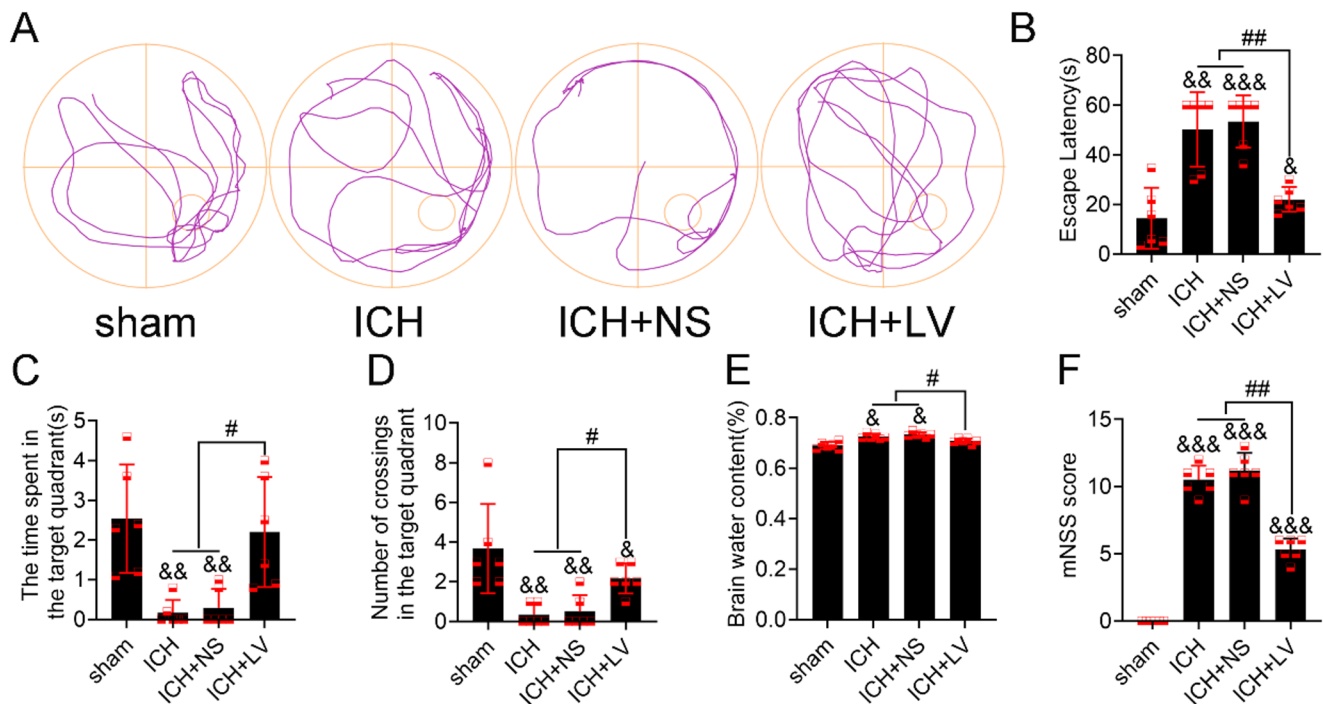 A
sham
ICH
ICH+NS
ICH+LV
B
Escape Latency(s)
80
60
40
20
0
&&
&&&
##
&
sham
ICH
ICH+NS
ICH+LV
C
The time spent in
the target quadrant(s)
5
4
3
2
1
0
&&
&&
#
sham
ICH
ICH+NS
ICH+LV
D
Number of crossings
in the target quadrant
10
8
6
4
2
0
&&
&&
#
&
sham
ICH
ICH+NS
ICH+LV
E
Brain water content(%)
0.8
0.6
0.4
0.2
0.0
&
&
#
sham
ICH
ICH+NS
ICH+LV
F
mNSS score
15
10
5
0
&&&
&&&
##
&&&
sham
ICH
ICH+NS
ICH+LV